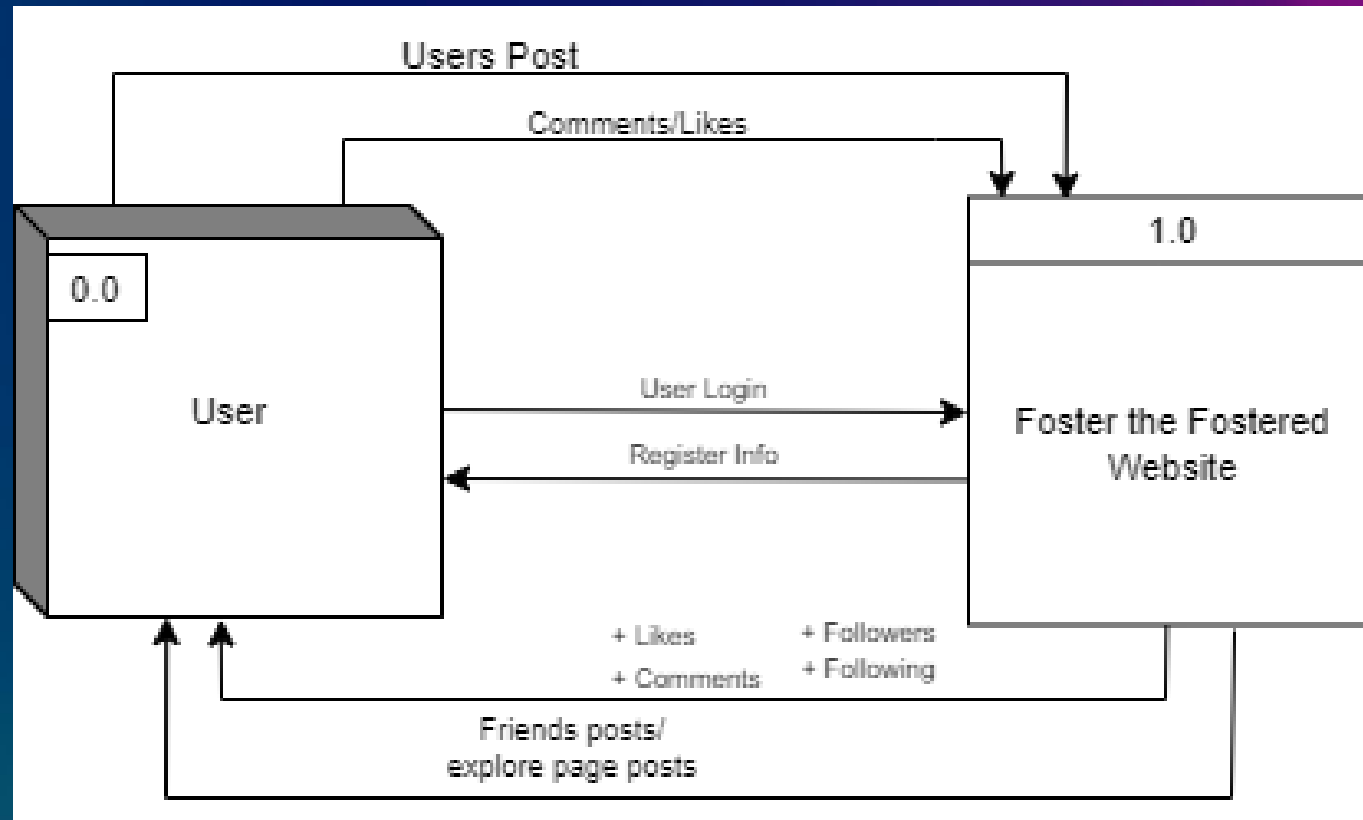 Users Post
Comments/Likes
1.0
0.0
User
User Login
Register Info
Foster the Fostered
Website
+ Likes
+ Comments
+ Followers
+ Following
Friends posts/
explore page posts